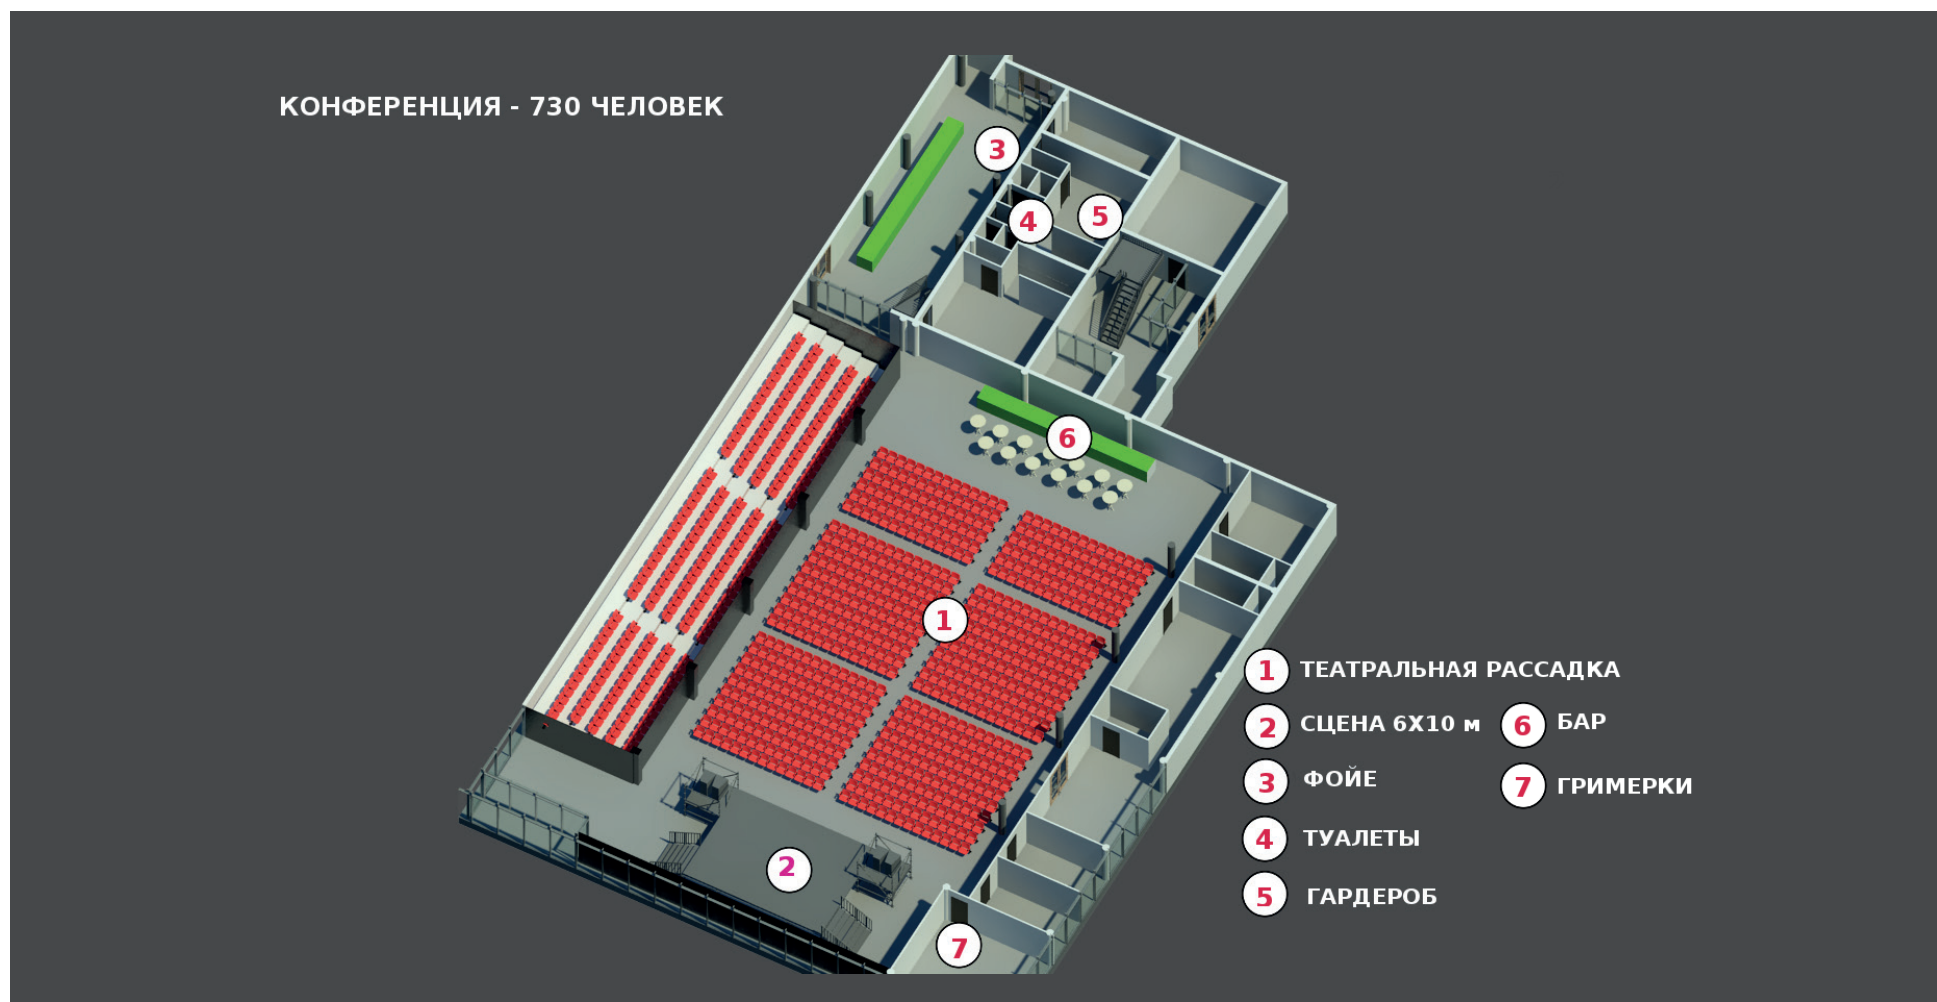 КОНФЕРЕНЦИЯ - 730 ЧЕЛОВЕК
3
4
5
6
1
2
7
1 ТЕАТРАЛЬНАЯ РАССАДКА
2 СЦЕНА 6Х10 м
3 ФОЙЕ
4 ТУАЛЕТЫ
5 ГАРДЕРОБ
6 БАР
7 ГРИМЕРКИ